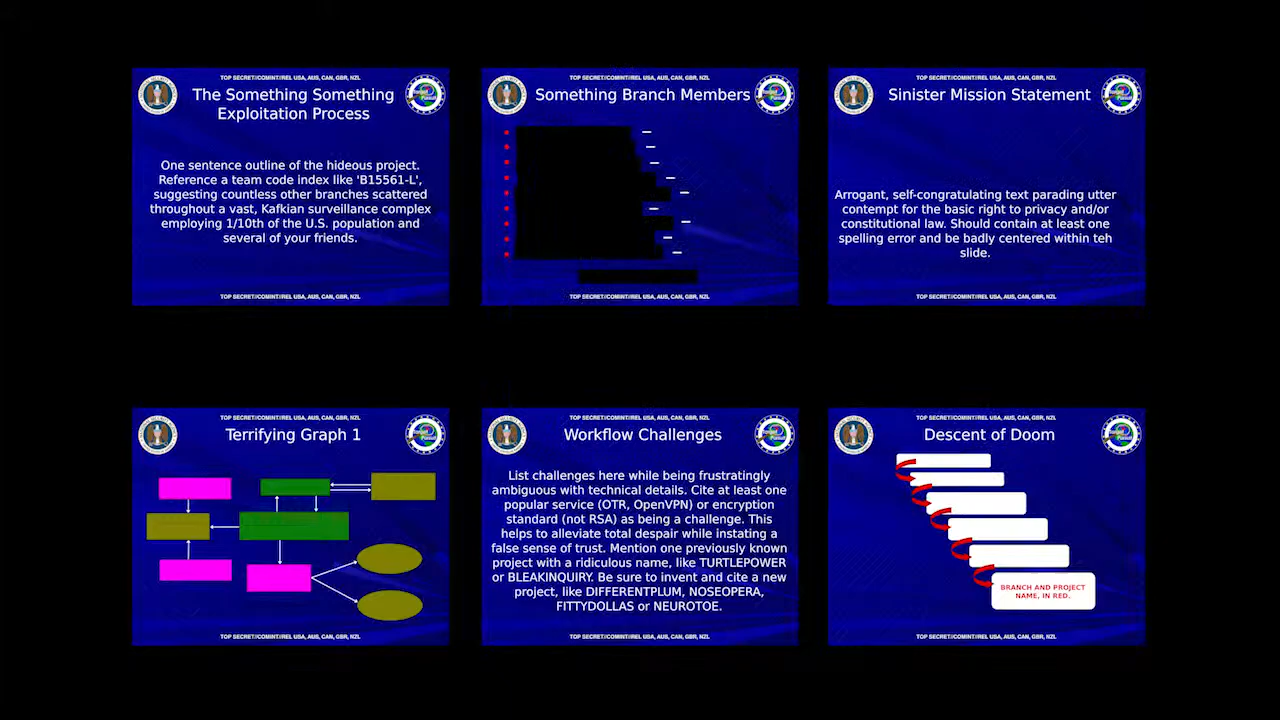 TOP SECRET//COMINT//REL USA, AUS, CAN, GBR, NZL
The Something Something
Exploitation Process
One sentence outline of the hideous project.
Reference a team code index like 'B15561-L',
suggesting countless other branches scattered
throughout a vast, Kafkian surveillance complex
employing 1/10th of the U.S. population and
several of your friends.
TOP SECRET//COMINT//REL USA, AUS, CAN, GBR, NZL
TOP SECRET//COMINT//REL USA, AUS, CAN, GBR, NZL
Something Branch Members
TOP SECRET//COMINT//REL USA, AUS, CAN, GBR, NZL
TOP SECRET//COMINT//REL USA, AUS, CAN, GBR, NZL
Sinister Mission Statement
Arrogant, self-congratulating text parading utter
contempt for the basic right to privacy and/or
constitutional law. Should contain at least one
spelling error and be badly centered within teh
slide.
TOP SECRET//COMINT//REL USA, AUS, CAN, GBR, NZL
TOP SECRET//COMINT//REL USA, AUS, CAN, GBR, NZL
Terrifying Graph 1
TOP SECRET//COMINT//REL USA, AUS, CAN, GBR, NZL
TOP SECRET//COMINT//REL USA, AUS, CAN, GBR, NZL
Workflow Challenges
List challenges here while being frustratingly
ambiguous with technical details. Cite at least one
popular service (OTR, OpenVPN) or encryption
standard (not RSA) as being a challenge. This
helps to alleviate total despair while instating a
false sense of trust. Mention one previously known
project with a ridiculous name, like TURTLEPOWER
or BLEAKINQUIRY. Be sure to invent and cite a new
project, like DIFFERENTPLUM, NOSEOPERA,
FITTYDOLLAS or NEUROTOE.
TOP SECRET//COMINT//REL USA, AUS, CAN, GBR, NZL
TOP SECRET//COMINT//REL USA, AUS, CAN, GBR, NZL
Descent of Doom
BRANCH AND PROJECT
NAME, IN RED.
TOP SECRET//COMINT//REL USA, AUS, CAN, GBR, NZL